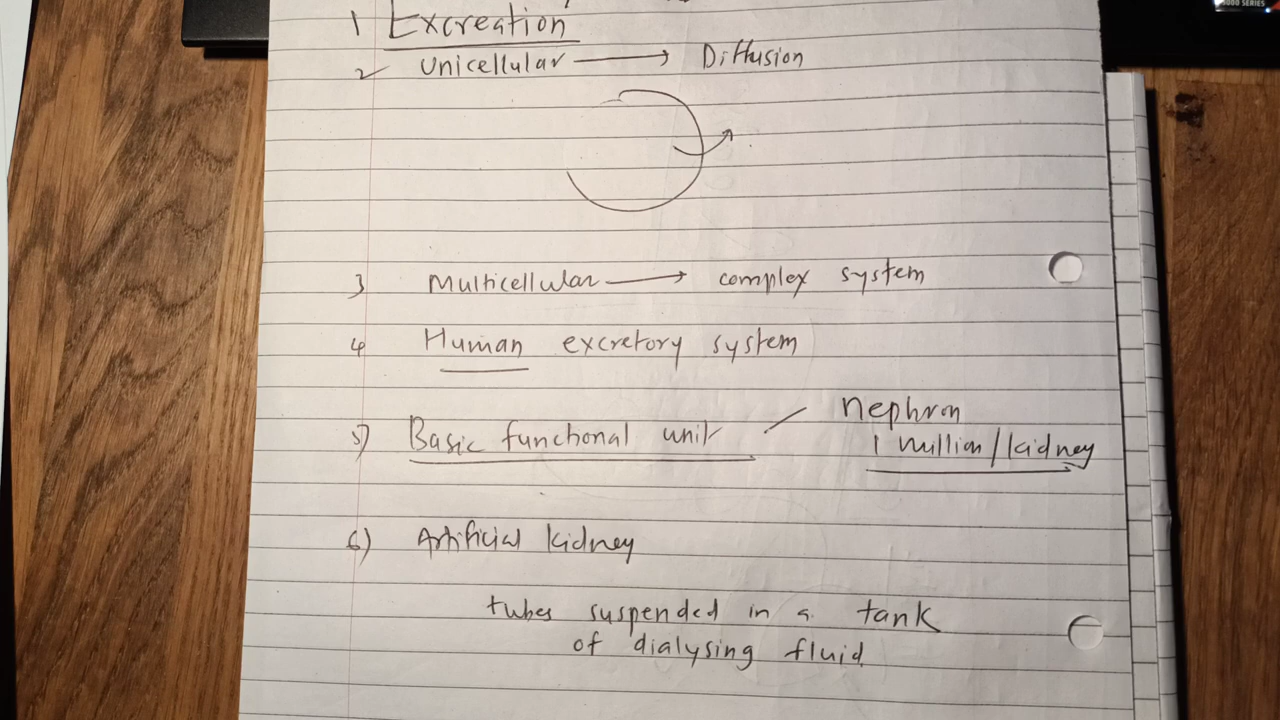 1 Excreation
2 Unicellular → Diffusion
3 Multicellular → complex system
4 Human excretory system
5) Basic functional unit / nephron
1 million/kidney
6) Artificial kidney
tubes suspended in a tank
of dialysing fluid